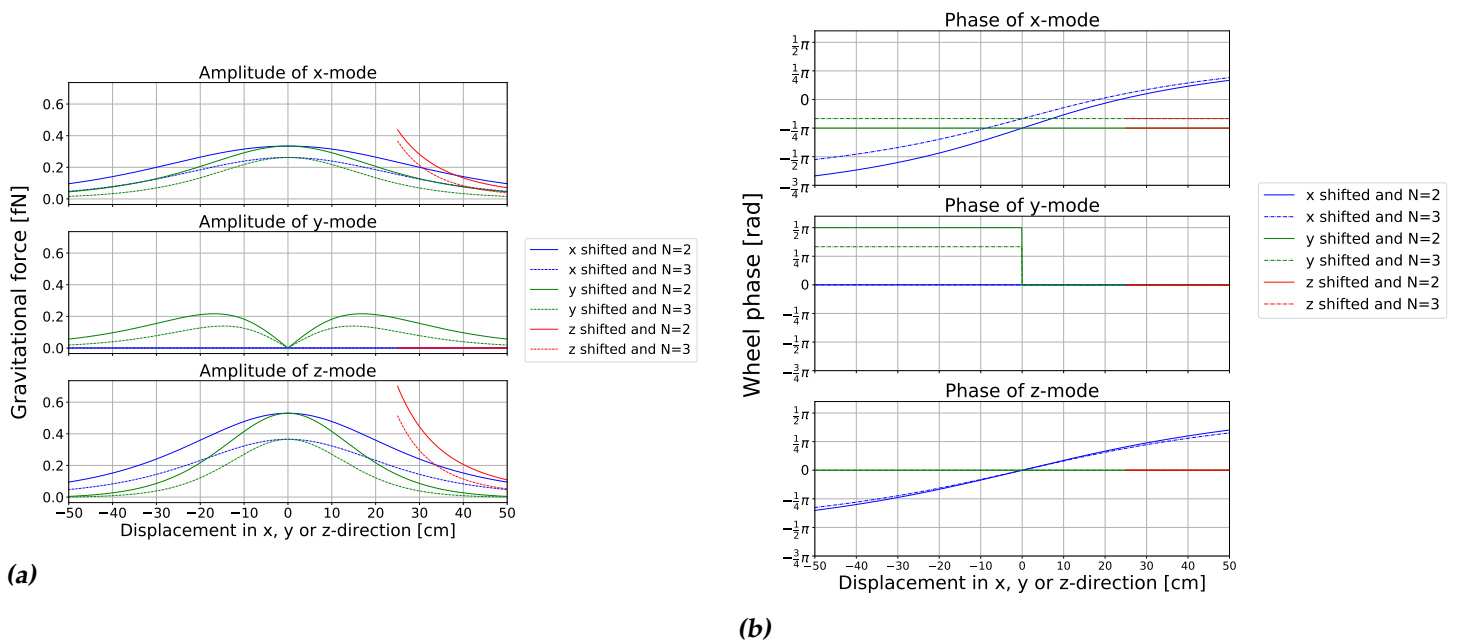 Amplitude of x-mode
0.6
0.4
0.2
0.0
Amplitude of y-mode
0.6
0.4
0.2
0.0
Amplitude of z-mode
0.6
0.4
0.2
0.0
−50 −40 −30 −20 −10 0 10 20 30 40 50
Displacement in x, y or z-direction [cm]
Gravitational force [fN]
x shifted and N=2
x shifted and N=3
y shifted and N=2
y shifted and N=3
z shifted and N=2
z shifted and N=3
(a)
Phase of x-mode
½π
¼π
0
−¼π
−½π
−¾π
Phase of y-mode
½π
¼π
0
−¼π
−½π
−¾π
Phase of z-mode
½π
¼π
0
−¼π
−½π
−¾π
−50 −40 −30 −20 −10 0 10 20 30 40 50
Displacement in x, y or z-direction [cm]
Wheel phase [rad]
x shifted and N=2
x shifted and N=3
y shifted and N=2
y shifted and N=3
z shifted and N=2
z shifted and N=3
(b)